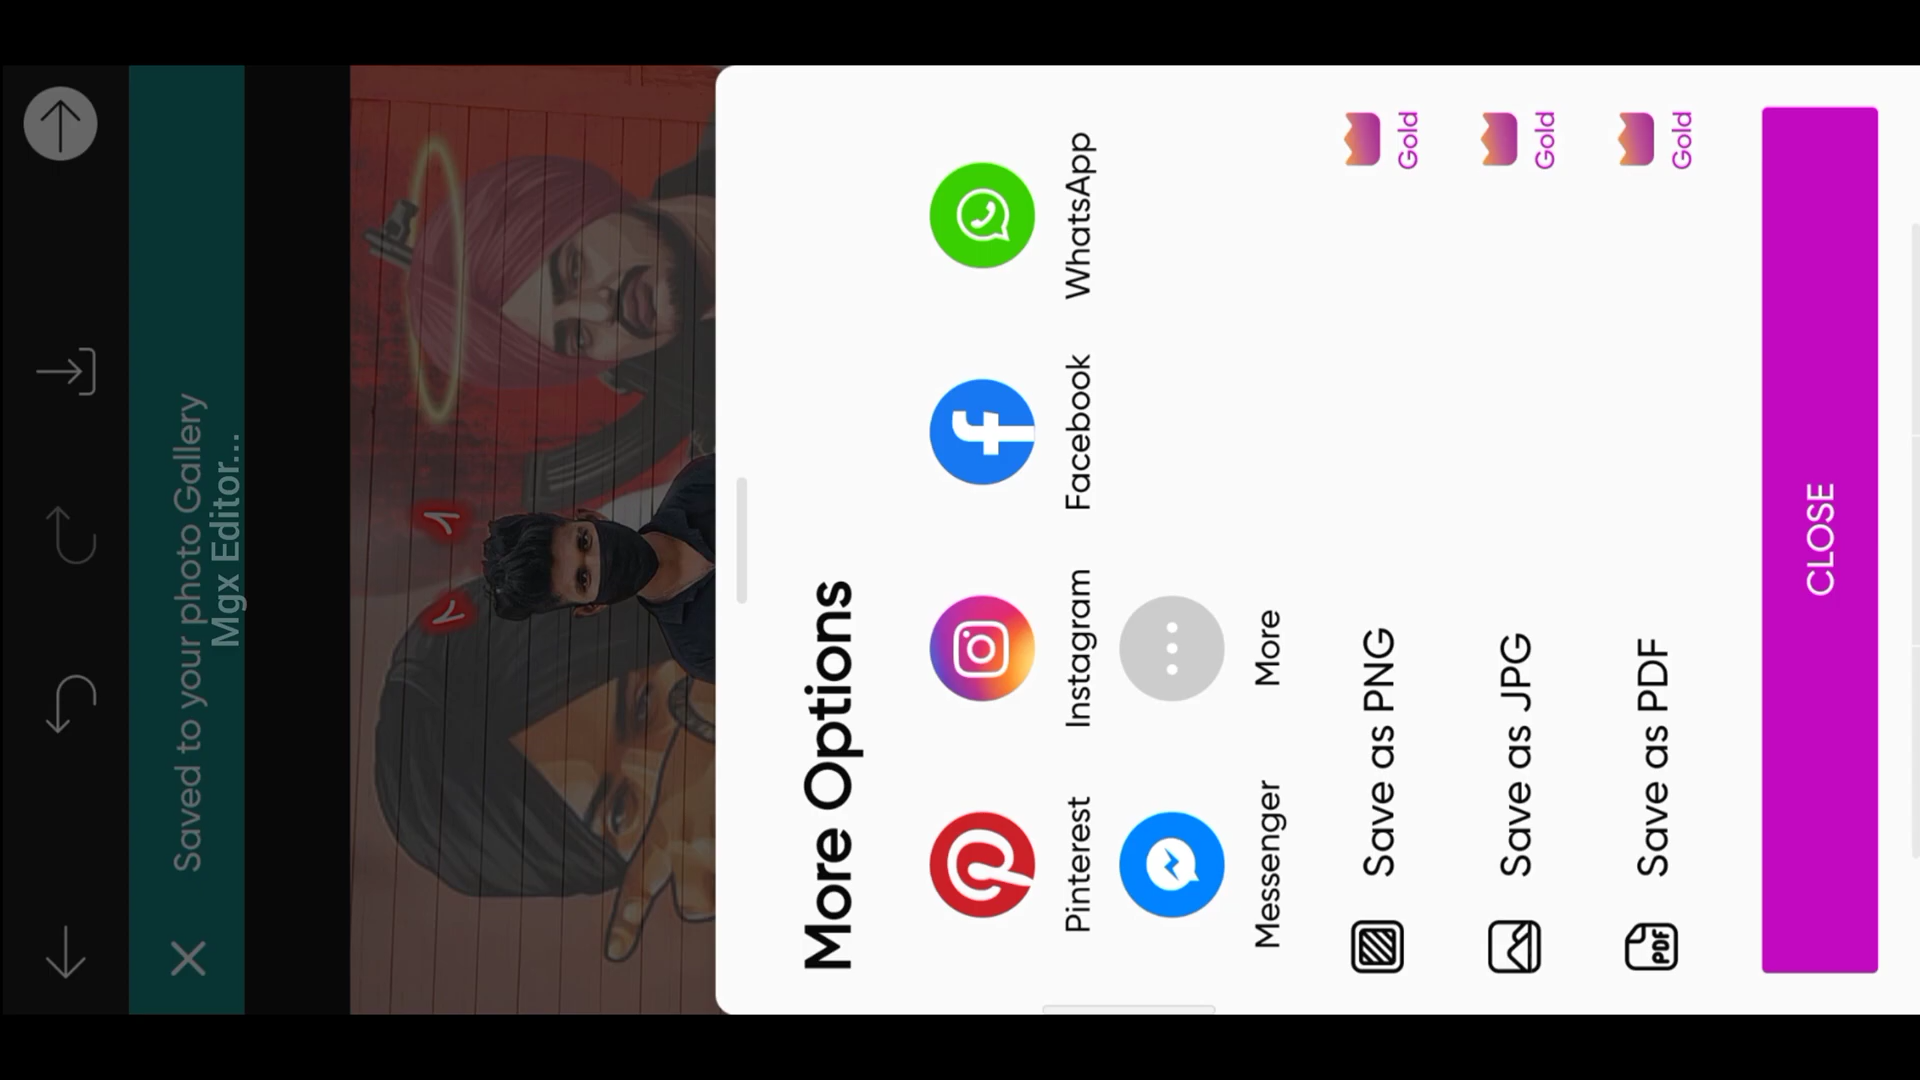 Saved to your photo Gallery
Mgx Editor...
More Options
Pinterest
Instagram
Facebook
WhatsApp
Messenger
More
Save as PNG
Gold
Save as JPG
Gold
PDF
Save as PDF
Gold
CLOSE